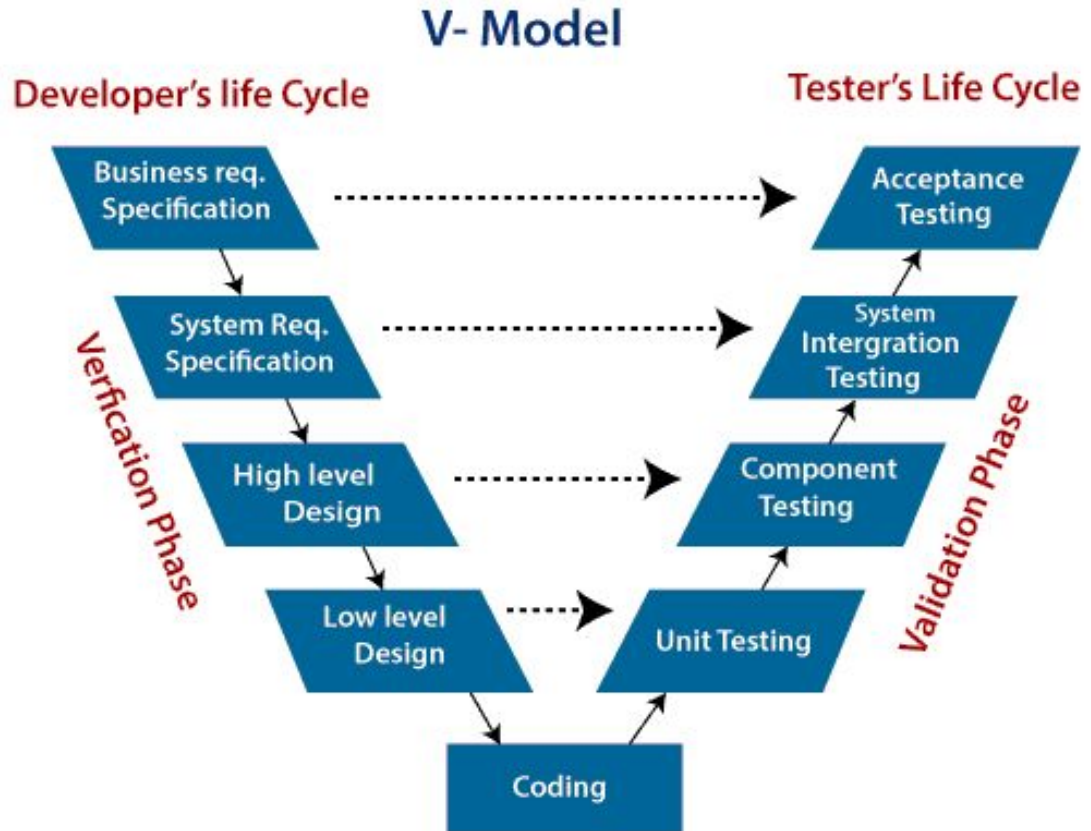 V- Model
Developer's life Cycle
Tester's Life Cycle
Business req.
Specification
Acceptance
Testing
System Req.
Specification
System
Intergration
Testing
Verfication Phase
High level
Design
Component
Testing
Validation Phase
Low level
Design
Unit Testing
Coding